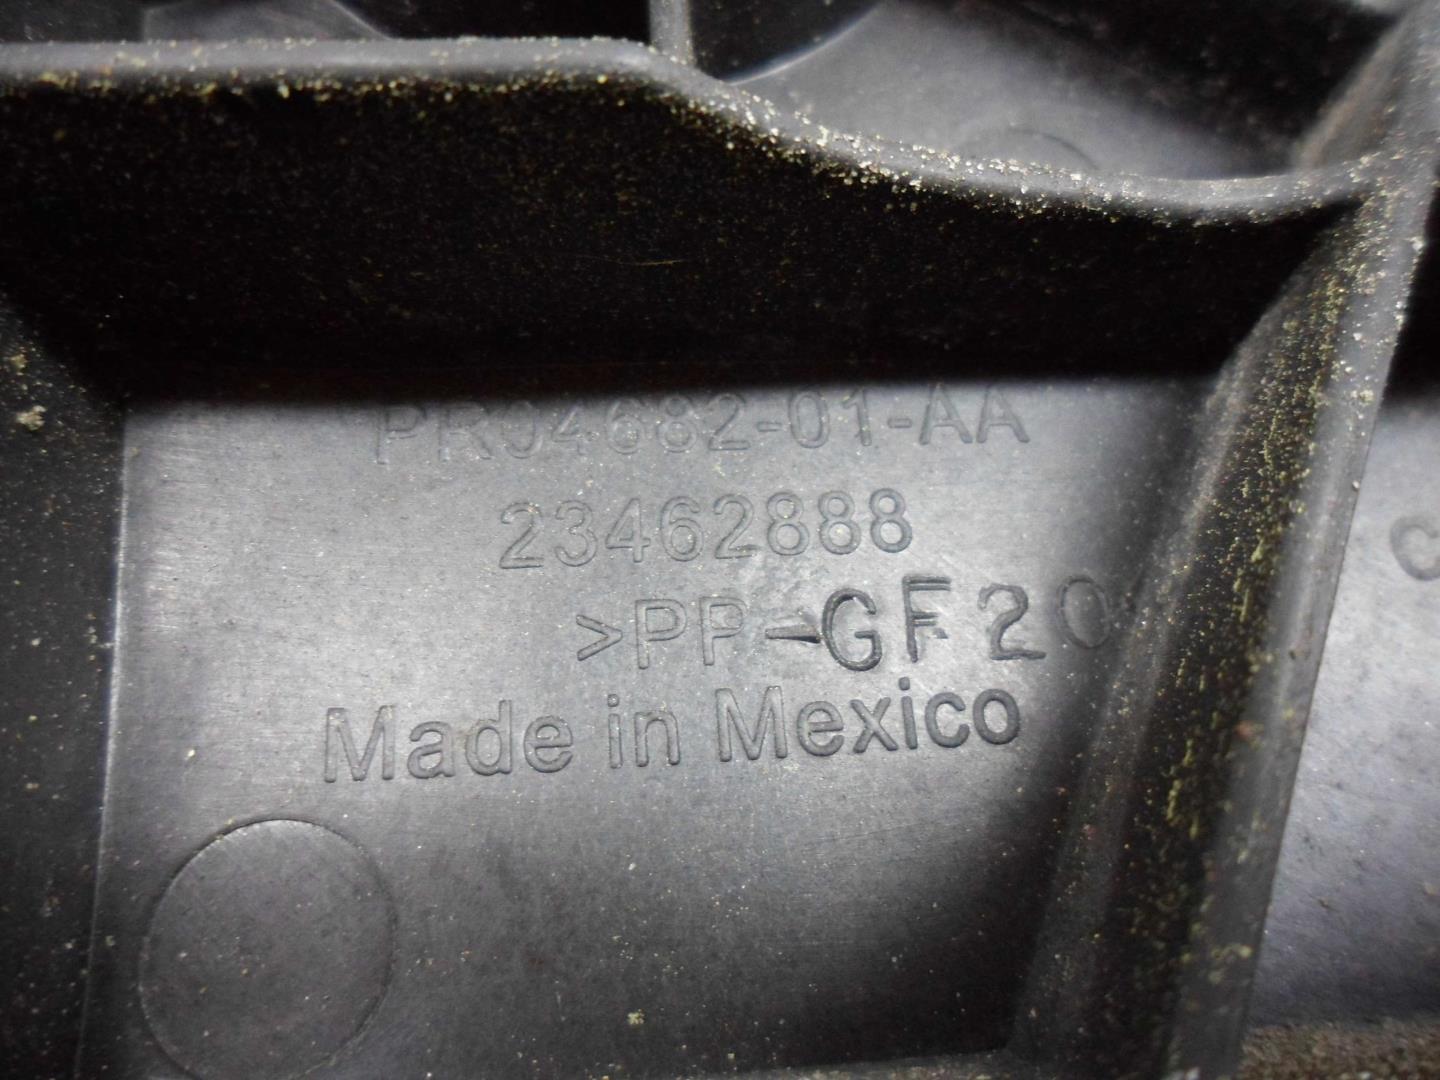 PR04682-01-AA
23462888
>PP-GF20
Made in Mexico
C